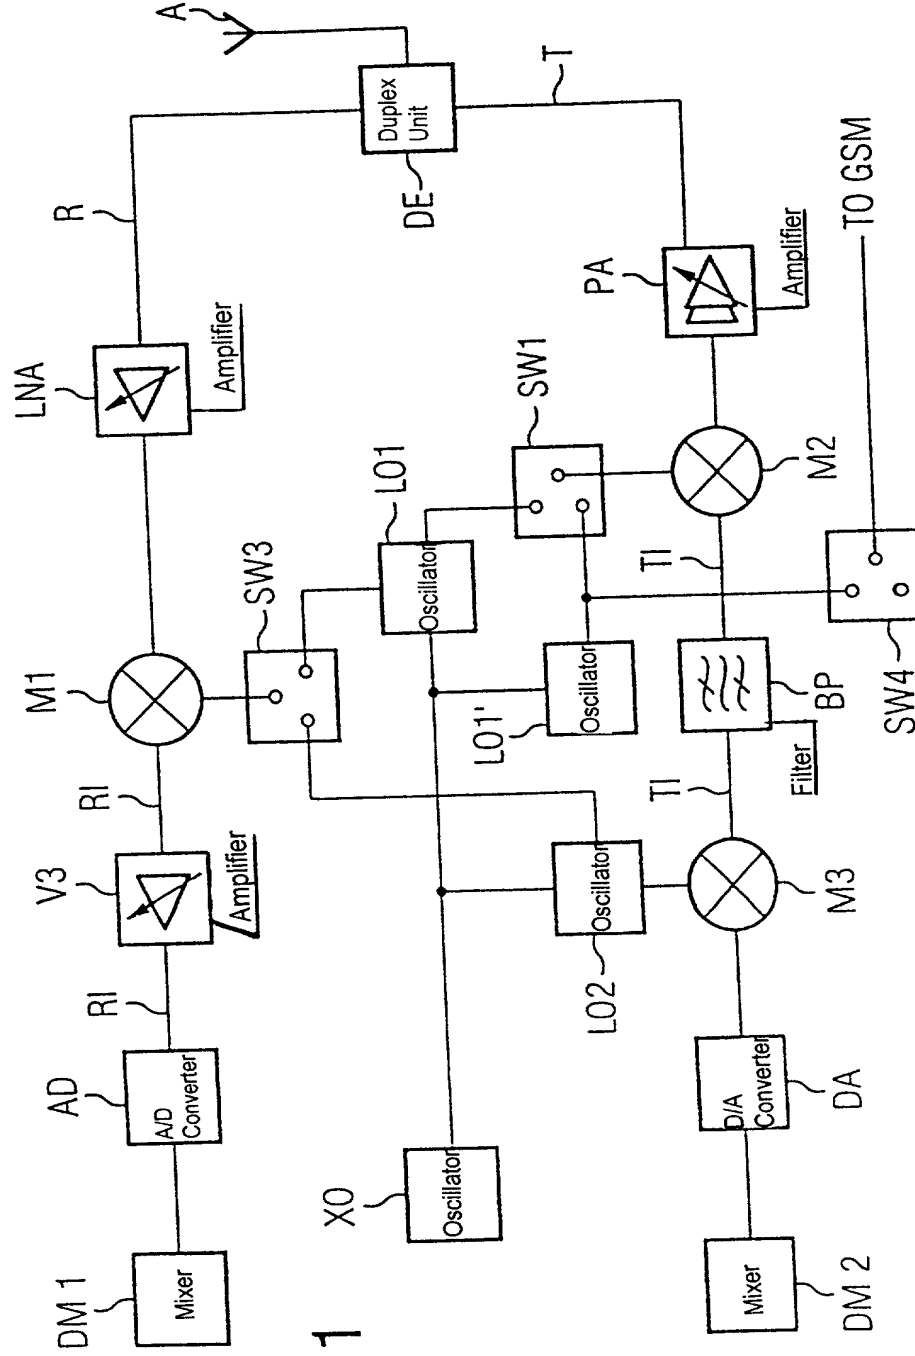 A
R
T
Duplex
Unit
DE
LNA
Amplifier
PA
Amplifier
TO GSM
M1
SW3
LO1
Oscillator
SW1
M2
RI
V3
Amplifier
LO1'
Oscillator
TI
BP
Filter
SW4
TI
RI
LO2
Oscillator
M3
AD
A/D
Converter
XO
Oscillator
D/A
Converter
DA
DM 1
Mixer
Mixer
DM 2
1